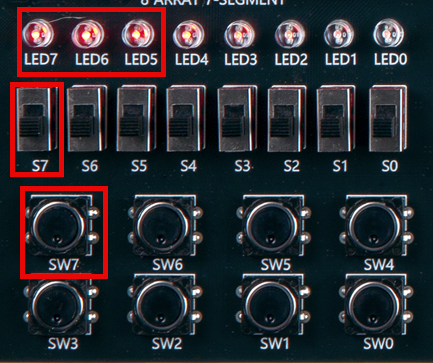 8 ARRAY 7-SEGMENT
LED7 LED6 LED5 LED4 LED3 LED2 LED1 LED0
S7 S6 S5 S4 S3 S2 S1 S0
SW7 SW6 SW5 SW4
SW3 SW2 SW1 SW0